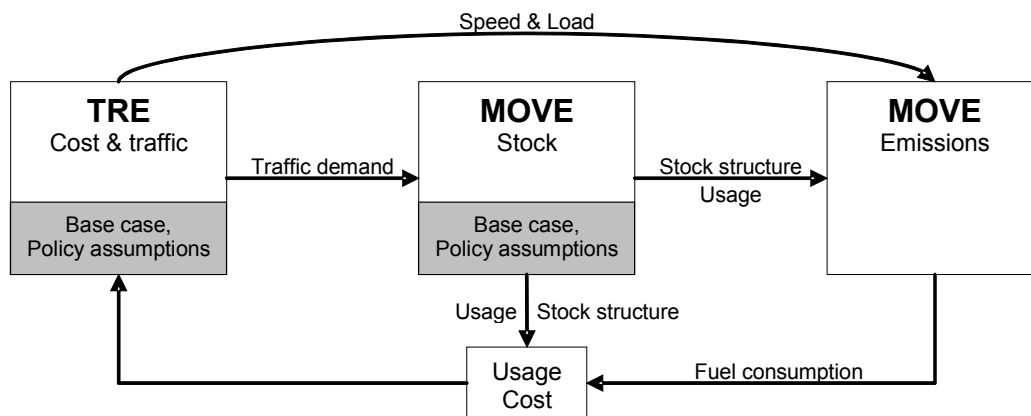 Speed & Load
TRE
Cost & traffic
Traffic demand
Base case,
Policy assumptions
MOVE
Stock
Stock structure
Usage
Base case,
Policy assumptions
MOVE
Emissions
Usage
Stock structure
Usage
Cost
Fuel consumption